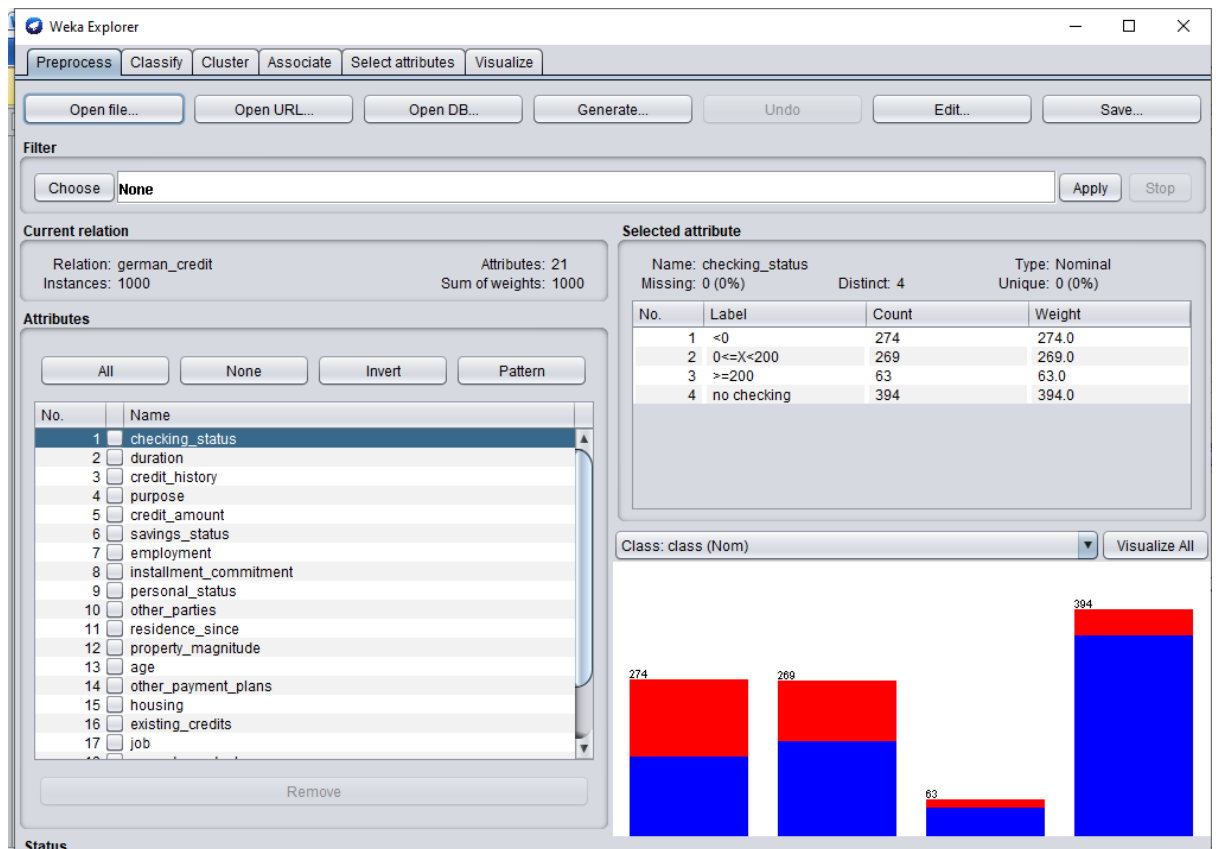 Weka Explorer
Preprocess Classify Cluster Associate Select attributes Visualize
Open file... Open URL... Open DB... Generate... Undo Edit... Save...
Filter
Choose None Apply Stop
Current relation
Relation: german_credit Attributes: 21
Instances: 1000 Sum of weights: 1000
Attributes
All None Invert Pattern
No. Name
1 checking_status
2 duration
3 credit_history
4 purpose
5 credit_amount
6 savings_status
7 employment
8 installment_commitment
9 personal_status
10 other_parties
11 residence_since
12 property_magnitude
13 age
14 other_payment_plans
15 housing
16 existing_credits
17 job
Remove
Status
Selected attribute
Name: checking_status Type: Nominal
Missing: 0 (0%) Distinct: 4 Unique: 0 (0%)
No. Label Count Weight
1 <0 274 274.0
2 0<=X<200 269 269.0
3 >=200 63 63.0
4 no checking 394 394.0
Class: class (Nom) Visualize All
274 269 63 394